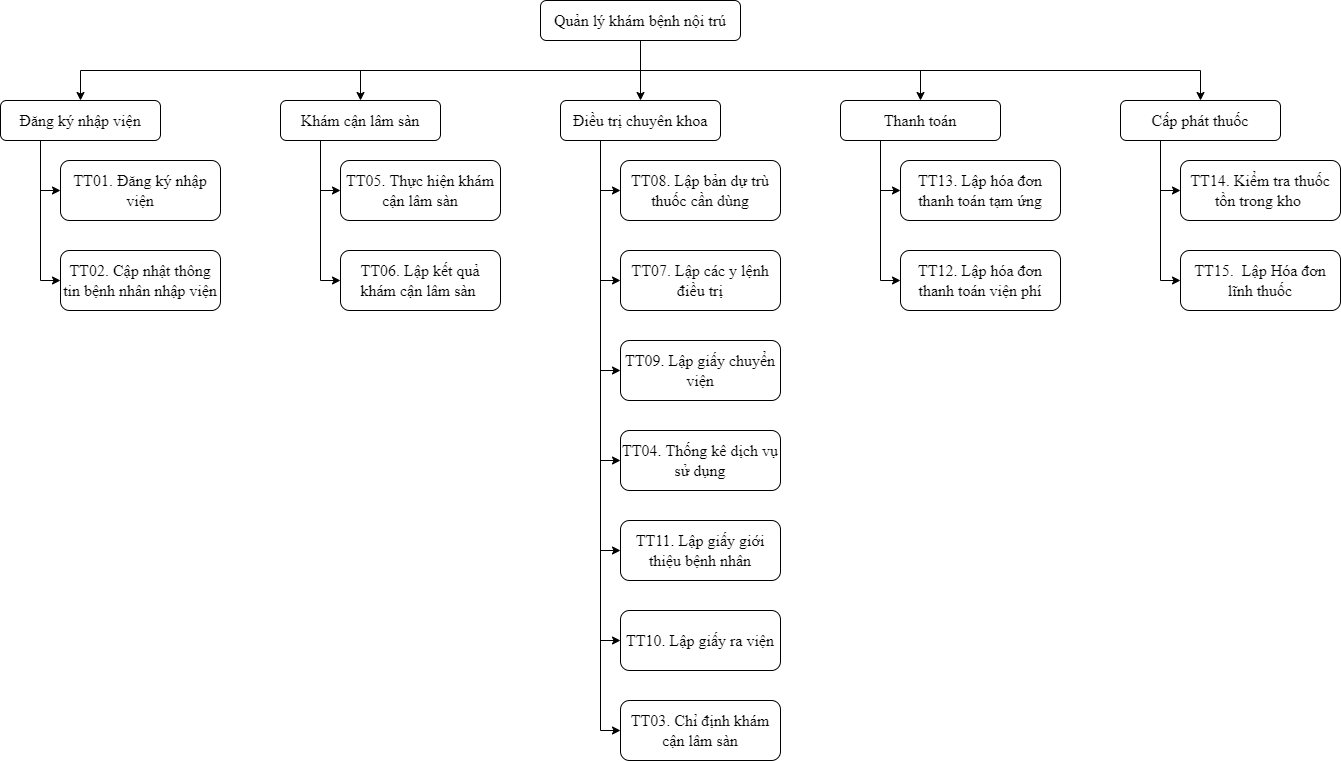 Quản lý khám bệnh nội trú
Đăng ký nhập viện
Khám cận lâm sàn
Điều trị chuyên khoa
Thanh toán
Cấp phát thuốc
TT01. Đăng ký nhập
viện
TT02. Cập nhật thông
tin bệnh nhân nhập viện
TT05. Thực hiện khám
cận lâm sàn
TT06. Lập kết quả
khám cận lâm sàn
TT08. Lập bản dự trù
thuốc cần dùng
TT07. Lập các y lệnh
điều trị
TT09. Lập giấy chuyển
viện
TT04. Thống kê dịch vụ
sử dụng
TT11. Lập giấy giới
thiệu bệnh nhân
TT10. Lập giấy ra viện
TT03. Chỉ định khám
cận lâm sàn
TT13. Lập hóa đơn
thanh toán tạm ứng
TT12. Lập hóa đơn
thanh toán viện phí
TT14. Kiểm tra thuốc
tồn trong kho
TT15.  Lập Hóa đơn
lĩnh thuốc